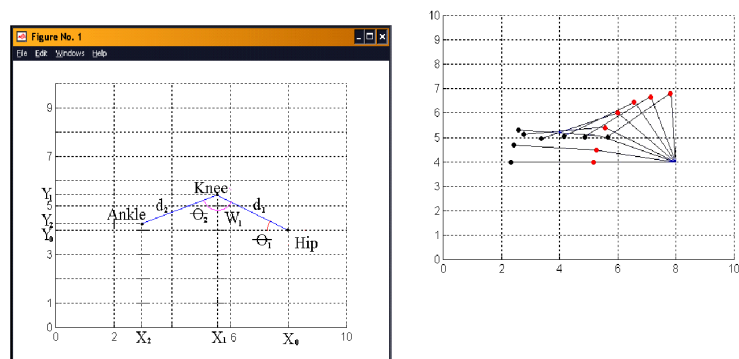 Figure No. 1
File Edit Windows Help
9
7
Y₁
5
Y₂
Y₀
3
1
0
Knee
Ankle
d₂
d₁
Θ₂
W₁
Θ₁
Hip
0 2 X₂ X₁ 6 X₀ 10
10
9
8
7
6
5
4
3
2
1
0
0 2 4 6 8 10